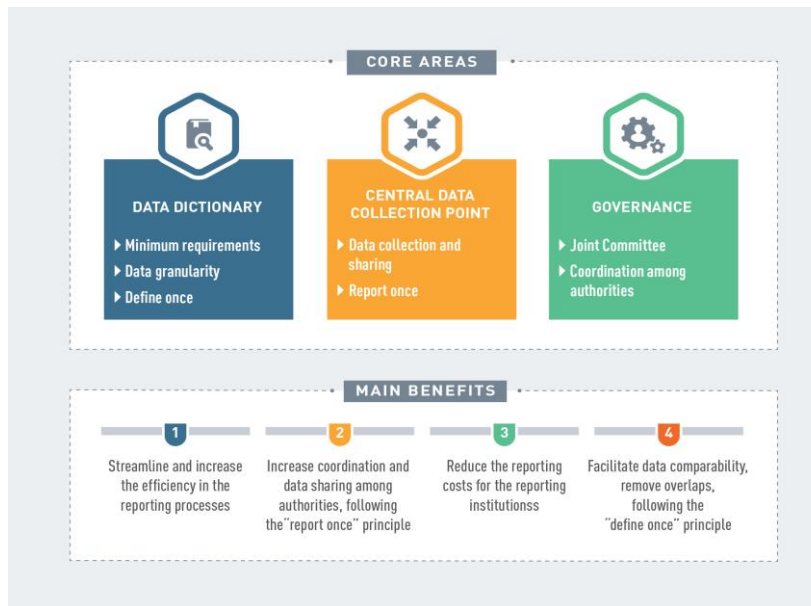 CORE AREAS
DATA DICTIONARY
Minimum requirements
Data granularity
Define once
CENTRAL DATA
COLLECTION POINT
Data collection and
sharing
Report once
GOVERNANCE
Joint Committee
Coordination among
authorities
MAIN BENEFITS
1
Streamline and increase
the efficiency in the
reporting processes
2
Increase coordination and
data sharing among
authorities, following
the“report once” principle
3
Reduce the reporting
costs for the reporting
institutionss
4
Facilitate data comparability,
remove overlaps,
following the
“define once” principle